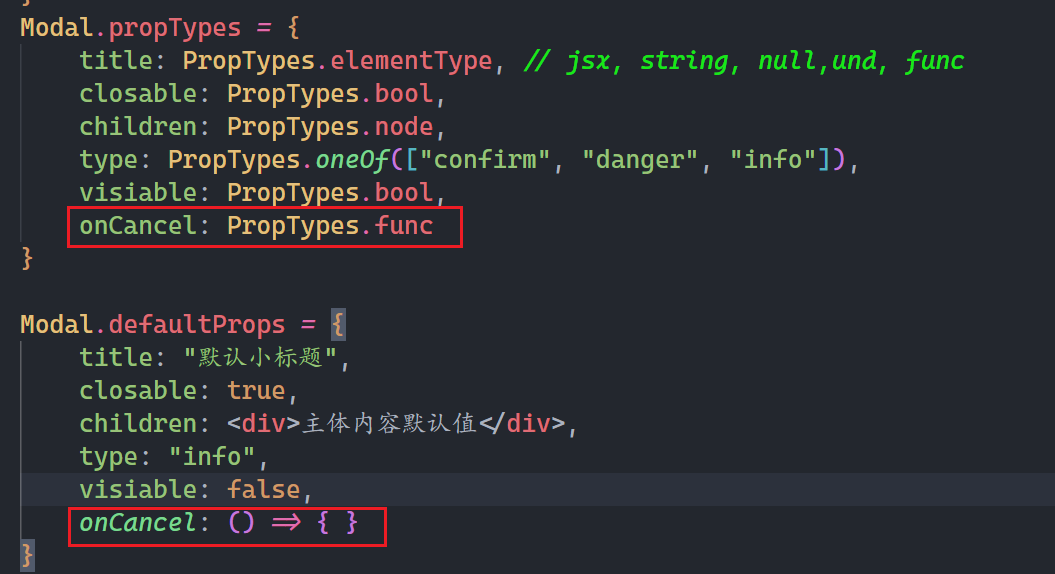 }
Modal.propTypes = {
title: PropTypes.elementType, // jsx, string, null,und, func
closable: PropTypes.bool,
children: PropTypes.node,
type: PropTypes.oneOf(["confirm", "danger", "info"]),
visiable: PropTypes.bool,
onCancel: PropTypes.func
}
Modal.defaultProps = {
title: "默认小标题",
closable: true,
children: <div>主体内容默认值</div>,
type: "info",
visiable: false,
onCancel: () => { }
}